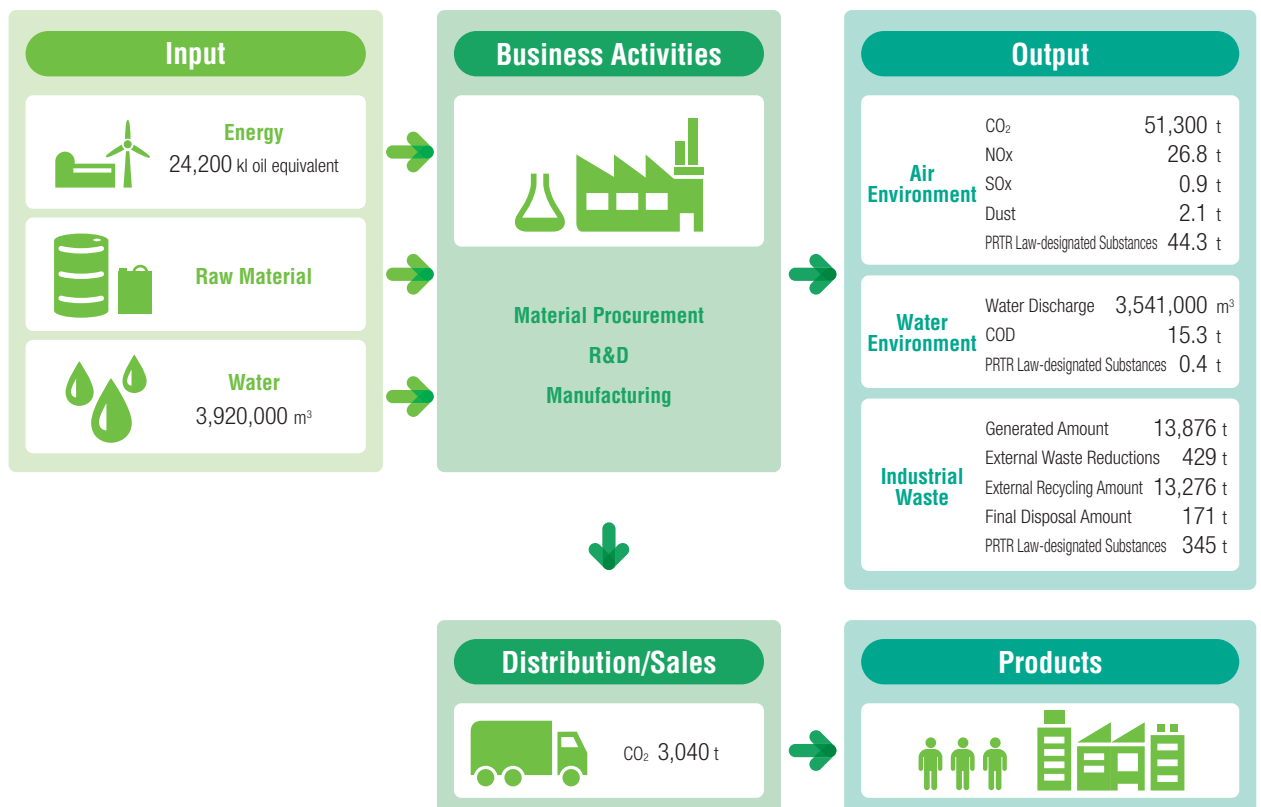 Input
Energy
24,200 kl oil equivalent
Raw Material
Water
3,920,000 m³
Business Activities
Material Procurement
R&D
Manufacturing
Output
Air
Environment
CO₂ 51,300 t
NOx 26.8 t
SOx 0.9 t
Dust 2.1 t
PRTR Law-designated Substances 44.3 t
Water
Environment
Water Discharge 3,541,000 m³
COD 15.3 t
PRTR Law-designated Substances 0.4 t
Industrial
Waste
Generated Amount 13,876 t
External Waste Reductions 429 t
External Recycling Amount 13,276 t
Final Disposal Amount 171 t
PRTR Law-designated Substances 345 t
Distribution/Sales
CO₂ 3,040 t
Products